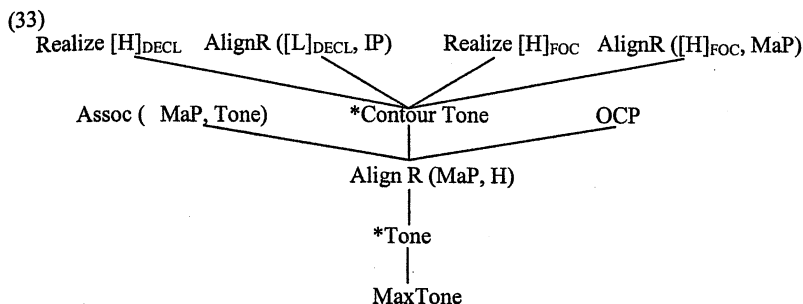 (33)
Realize [H]DECL AlignR ([L]DECL, IP) Realize [H]FOC AlignR ([H]FOC, MaP)
Assoc ( MaP, Tone) *Contour Tone OCP
Align R (MaP, H)
*Tone
MaxTone